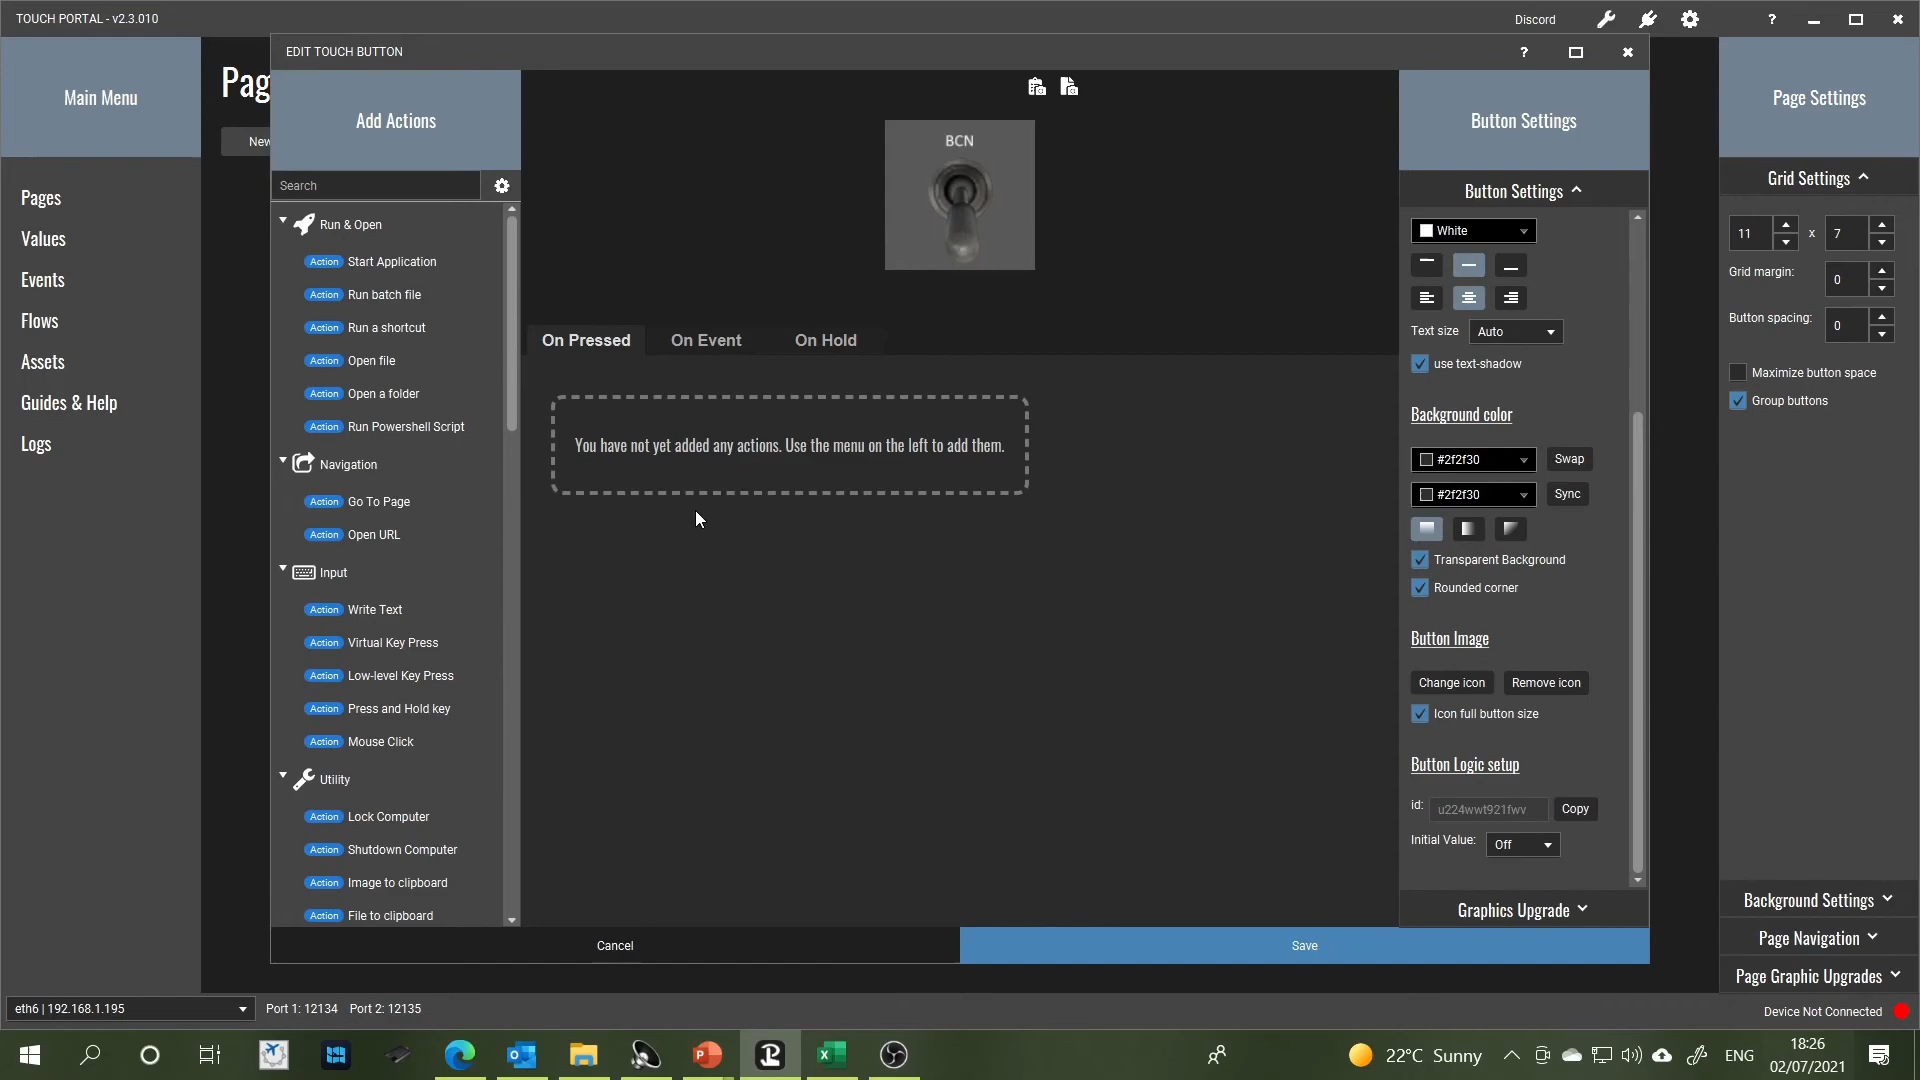 TOUCH PORTAL - v2.3.010
Discord
?
EDIT TOUCH BUTTON
?
Main Menu
Pag
New
Pages
Values
Events
Flows
Assets
Guides & Help
Logs
Add Actions
Search
Run & Open
Action Start Application
Action Run batch file
Action Run a shortcut
Action Open file
Action Open a folder
Action Run Powershell Script
Navigation
Action Go To Page
Action Open URL
Input
Action Write Text
Action Virtual Key Press
Action Low-level Key Press
Action Press and Hold key
Action Mouse Click
Utility
Action Lock Computer
Action Shutdown Computer
Action Image to clipboard
Action File to clipboard
BCN
On Pressed
On Event
On Hold
You have not yet added any actions. Use the menu on the left to add them.
Cancel
Save
Button Settings
Button Settings
White
Text size Auto
use text-shadow
Background color
#2f2f30 Swap
#2f2f30 Sync
Transparent Background
Rounded corner
Button Image
Change icon Remove icon
Icon full button size
Button Logic setup
id: u224wwt921fwv Copy
Initial Value: Off
Graphics Upgrade
Page Settings
Grid Settings
11 x 7
Grid margin: 0
Button spacing: 0
Maximize button space
Group buttons
Background Settings
Page Navigation
Page Graphic Upgrades
eth6 | 192.168.1.195
Port 1: 12134 Port 2: 12135
Device Not Connected
22°C Sunny
ENG
18:26
02/07/2021